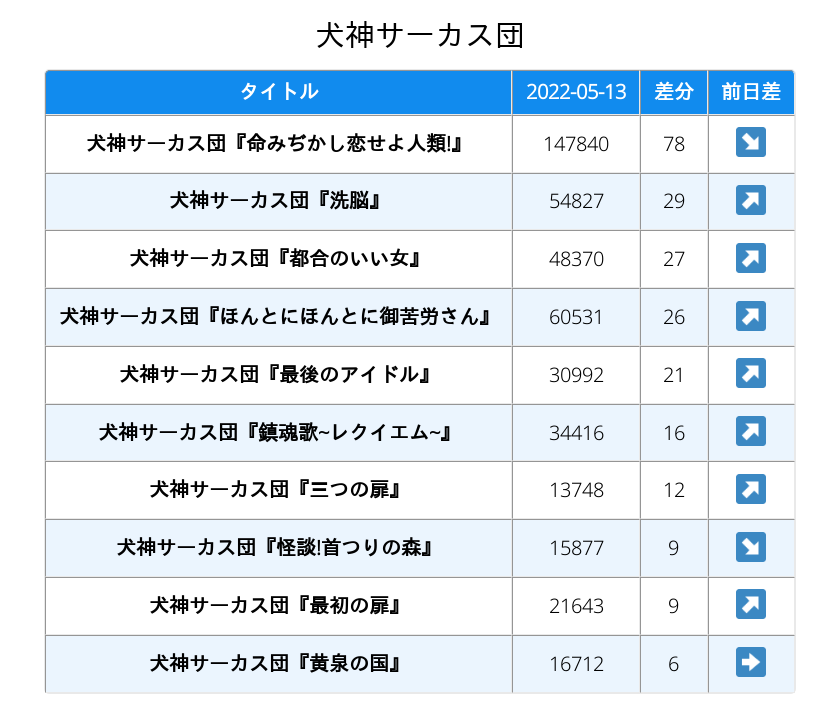 犬神サーカス団
タイトル 2022-05-13 差分 前日差
犬神サーカス団『命みぢかし恋せよ人類!』 147840 78 ↘
犬神サーカス団『洗脳』 54827 29 ↗
犬神サーカス団『都合のいい女』 48370 27 ↗
犬神サーカス団『ほんとにほんとに御苦労さん』 60531 26 ↗
犬神サーカス団『最後のアイドル』 30992 21 ↗
犬神サーカス団『鎮魂歌~レクイエム~』 34416 16 ↗
犬神サーカス団『三つの扉』 13748 12 ↗
犬神サーカス団『怪談!首つりの森』 15877 9 ↘
犬神サーカス団『最初の扉』 21643 9 ↗
犬神サーカス団『黄泉の国』 16712 6 ➡